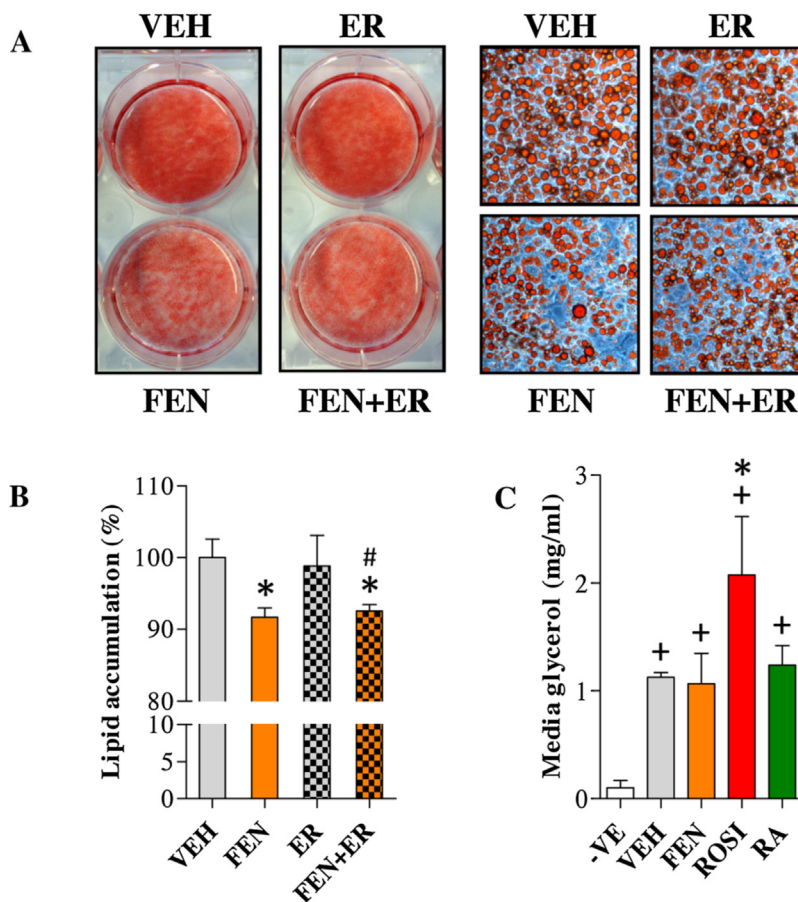 A
VEH
ER
VEH
ER
FEN
FEN+ER
FEN
FEN+ER
B
Lipid accumulation (%)
110
100
90
80
10
5
0
*
#
*
VEH
FEN
ER
FEN+ER
C
Media glycerol (mg/ml)
3
2
1
0
+
+
*
+
+
-VE
VEH
FEN
ROSI
RA